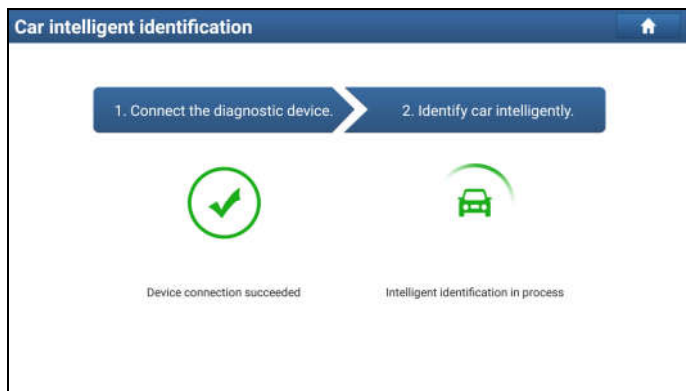 Car intelligent identification
1. Connect the diagnostic device.
2. Identify car intelligently.
Device connection succeeded
Intelligent identification in process